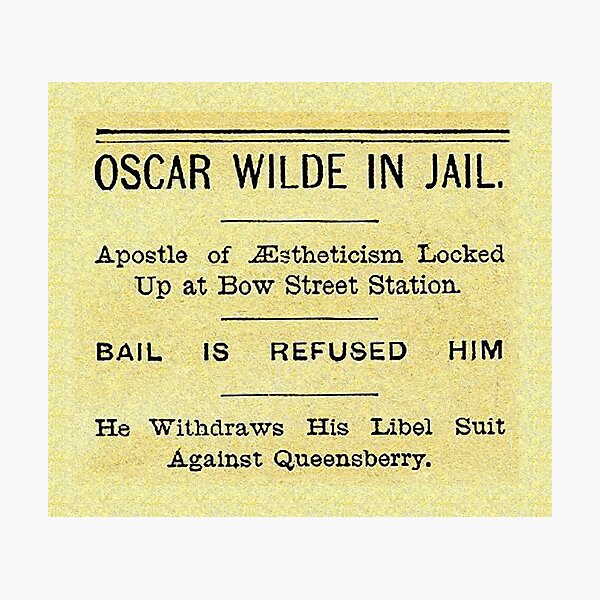 OSCAR WILDE IN JAIL.
Apostle of Æstheticism Locked
Up at Bow Street Station.
BAIL IS REFUSED HIM
He Withdraws His Libel Suit
Against Queensberry.